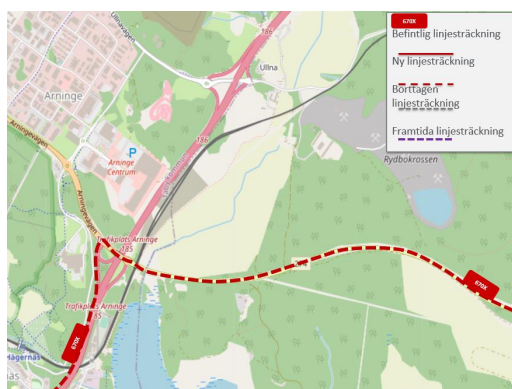 670X
Befintlig linjesträckning
Ny linjesträckning
Borttagen
linjesträckning
Framtida linjesträckning
Ullnavägen
186
Ullna
Arninge
186
Arningevägen
P
Arninge
Centrum
Rydbokrossen
Arningevägen
Trafikplats Arninge
185
Trafikplats Arninge
670X
670X
Hägernäs